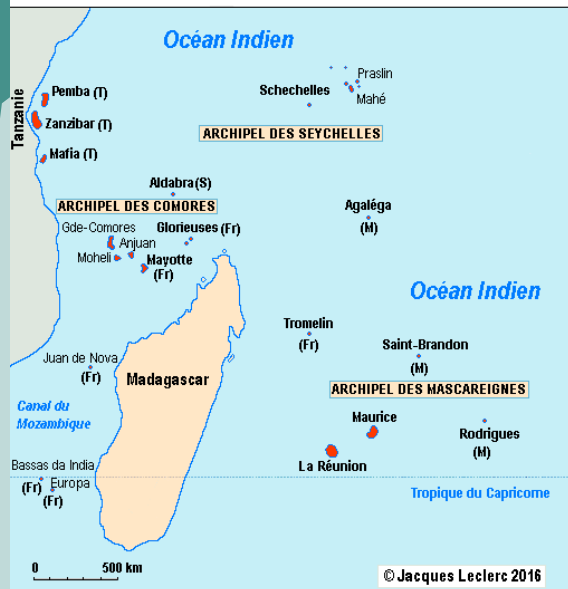 Océan Indien
Praslin
Schechelles
Mahé
Tanzanie
Pemba (T)
Zanzibar (T)
Mafia (T)
ARCHIPEL DES SEYCHELLES
Aldabra (S)
ARCHIPEL DES COMORES
Agaléga
(M)
Gde-Comores
Glorieuses (Fr)
Anjuan
Moheli
Mayotte
(Fr)
Océan Indien
Tromelin
(Fr)
Saint-Brandon
(M)
Juan de Nova
(Fr)
Madagascar
ARCHIPEL DES MASCAREIGNES
Canal du
Mozambique
Maurice
Rodrigues
(M)
La Réunion
Bassas da India
(Fr)
Europa
(Fr)
Tropique du Capricorne
0 500 km
© Jacques Leclerc 2016